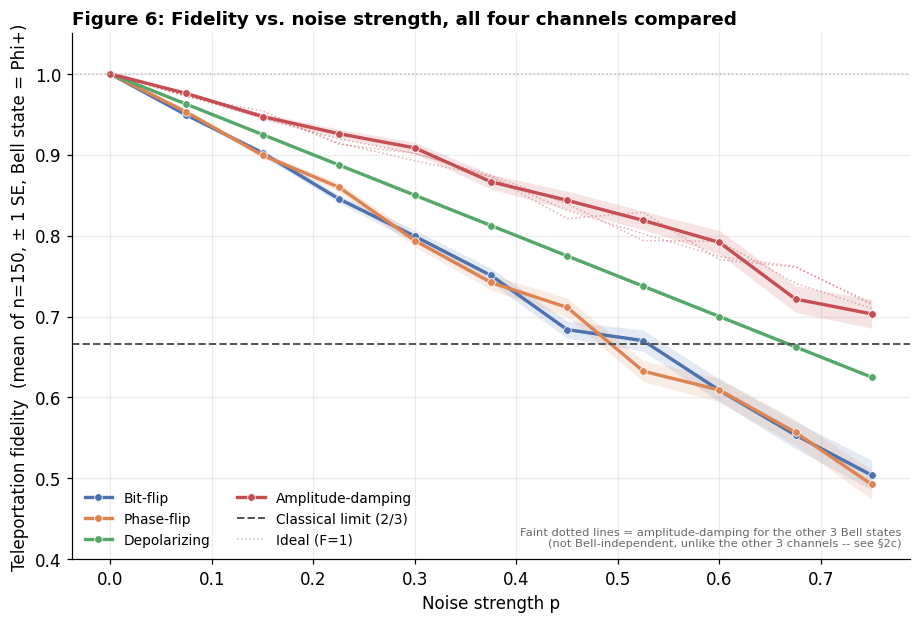 Figure 6: Fidelity vs. noise strength, all four channels compared
Teleportation fidelity  (mean of n=150, ± 1 SE, Bell state = Phi+)
1.0
0.9
0.8
0.7
0.6
0.5
0.4
Bit-flip
Phase-flip
Depolarizing
Amplitude-damping
Classical limit (2/3)
Ideal (F=1)
Faint dotted lines = amplitude-damping for the other 3 Bell states
(not Bell-independent, unlike the other 3 channels -- see §2c)
0.0 0.1 0.2 0.3 0.4 0.5 0.6 0.7
Noise strength p